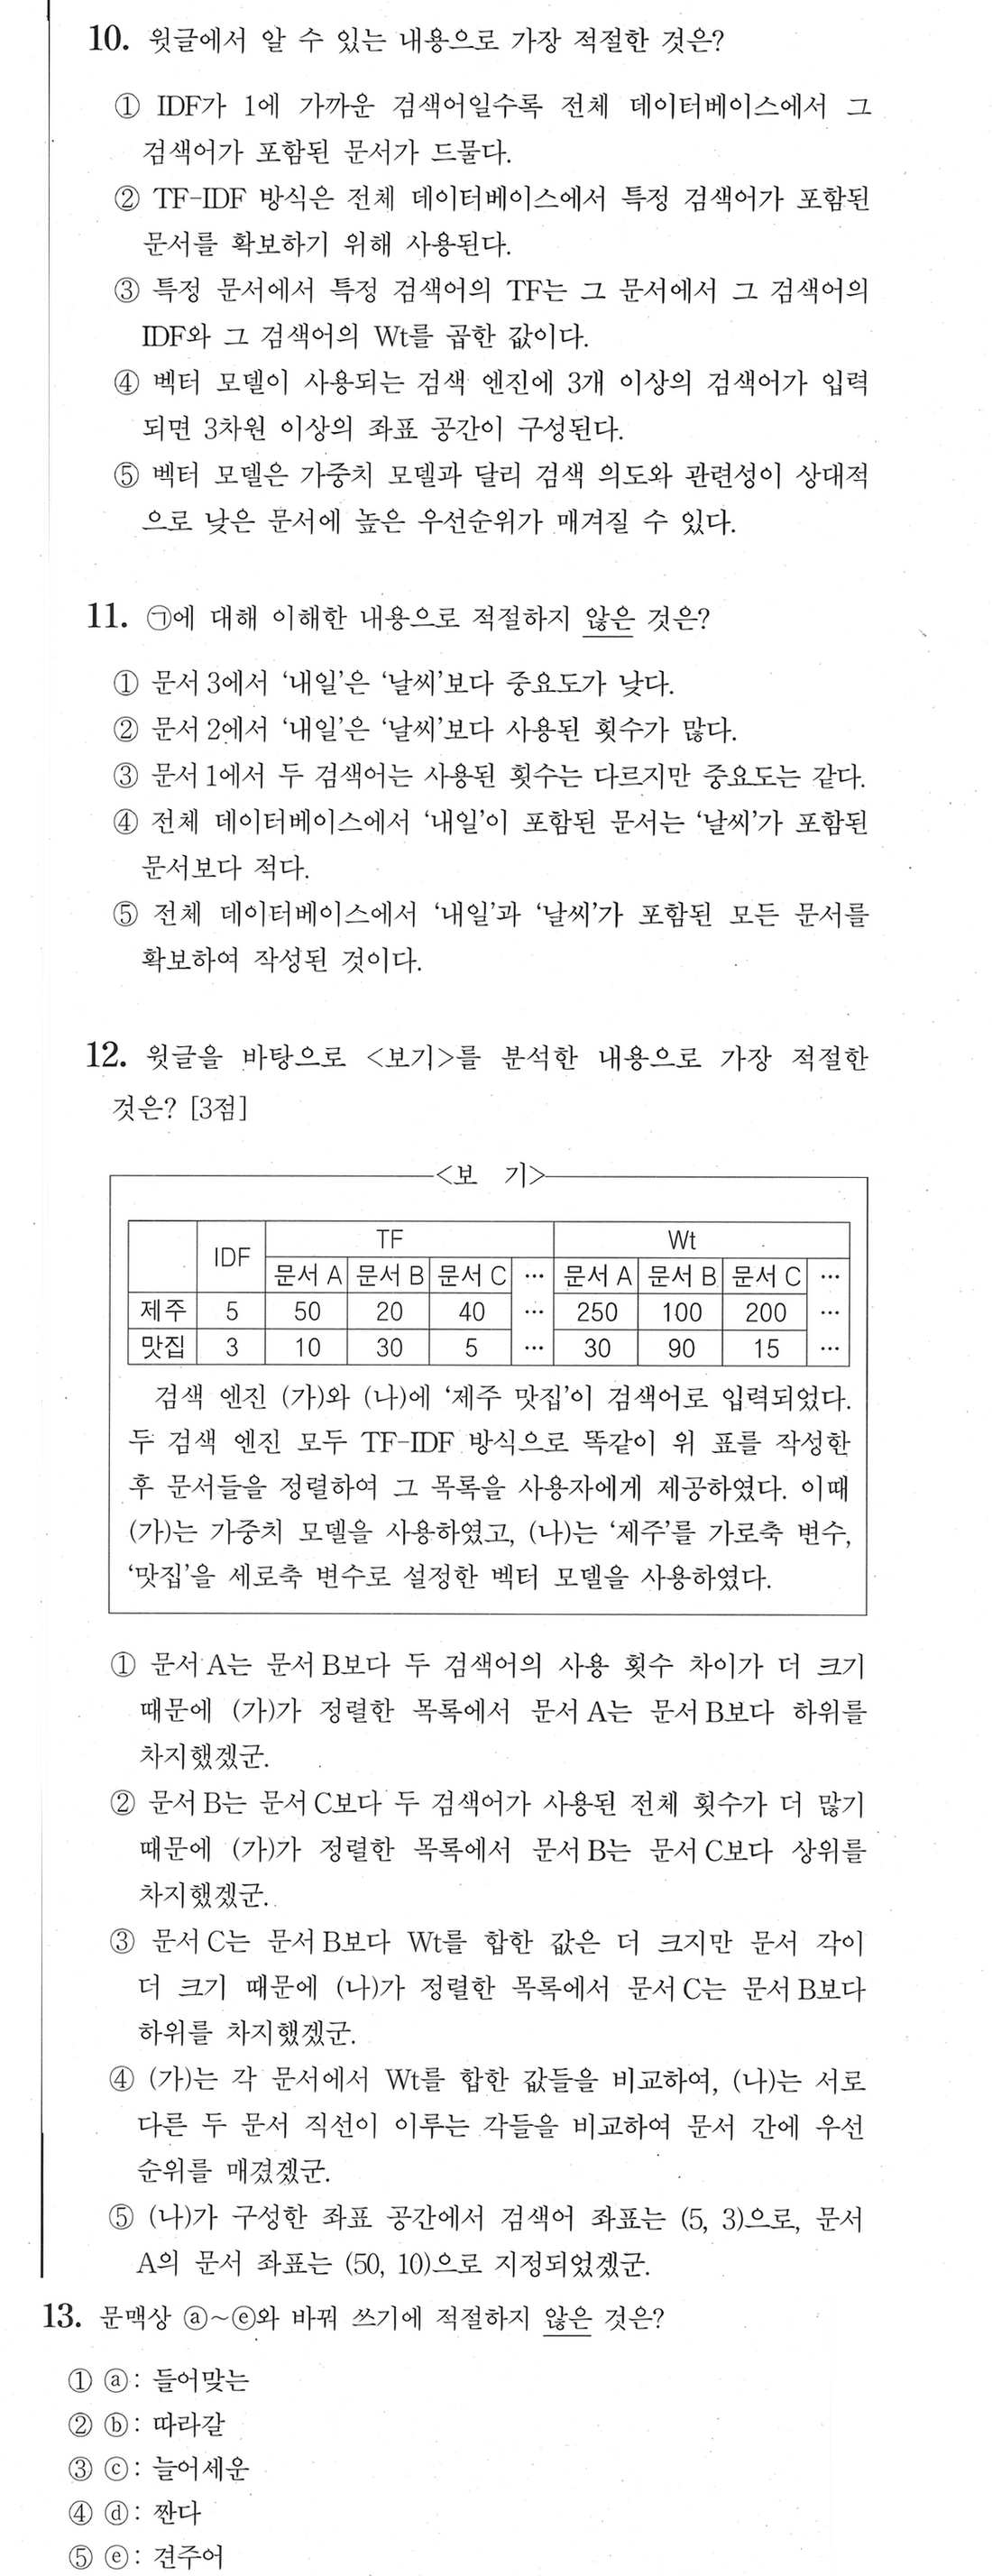 10. 윗글에서 알 수 있는 내용으로 가장 적절한 것은?
① IDF가 1에 가까운 검색어일수록 전체 데이터베이스에서 그
검색어가 포함된 문서가 드물다.
② TF-IDF 방식은 전체 데이터베이스에서 특정 검색어가 포함된
문서를 확보하기 위해 사용된다.
③ 특정 문서에서 특정 검색어의 TF는 그 문서에서 그 검색어의
IDF와 그 검색어의 Wt를 곱한 값이다.
④ 벡터 모델이 사용되는 검색 엔진에 3개 이상의 검색어가 입력
되면 3차원 이상의 좌표 공간이 구성된다.
⑤ 벡터 모델은 가중치 모델과 달리 검색 의도와 관련성이 상대적
으로 낮은 문서에 높은 우선순위가 매겨질 수 있다.
11. ㉠에 대해 이해한 내용으로 적절하지 않은 것은?
① 문서 3에서 ‘내일’은 ‘날씨’보다 중요도가 낮다.
② 문서 2에서 ‘내일’은 ‘날씨’보다 사용된 횟수가 많다.
③ 문서 1에서 두 검색어는 사용된 횟수는 다르지만 중요도는 같다.
④ 전체 데이터베이스에서 ‘내일’이 포함된 문서는 ‘날씨’가 포함된
문서보다 적다.
⑤ 전체 데이터베이스에서 ‘내일’과 ‘날씨’가 포함된 모든 문서를
확보하여 작성된 것이다.
12. 윗글을 바탕으로 <보기>를 분석한 내용으로 가장 적절한
것은? [3점]
<보 기>
IDF TF Wt
문서 A 문서 B 문서 C … 문서 A 문서 B 문서 C …
제주 5 50 20 40 … 250 100 200 …
맛집 3 10 30 5 … 30 90 15 …
검색 엔진 (가)와 (나)에 ‘제주 맛집’이 검색어로 입력되었다.
두 검색 엔진 모두 TF-IDF 방식으로 똑같이 위 표를 작성한
후 문서들을 정렬하여 그 목록을 사용자에게 제공하였다. 이때
(가)는 가중치 모델을 사용하였고, (나)는 ‘제주’를 가로축 변수,
‘맛집’을 세로축 변수로 설정한 벡터 모델을 사용하였다.
① 문서 A는 문서 B보다 두 검색어의 사용 횟수 차이가 더 크기
때문에 (가)가 정렬한 목록에서 문서 A는 문서 B보다 하위를
차지했겠군.
② 문서 B는 문서 C보다 두 검색어가 사용된 전체 횟수가 더 많기
때문에 (가)가 정렬한 목록에서 문서 B는 문서 C보다 상위를
차지했겠군.
③ 문서 C는 문서 B보다 Wt를 합한 값은 더 크지만 문서 각이
더 크기 때문에 (나)가 정렬한 목록에서 문서 C는 문서 B보다
하위를 차지했겠군.
④ (가)는 각 문서에서 Wt를 합한 값들을 비교하여, (나)는 서로
다른 두 문서 직선이 이루는 각들을 비교하여 문서 간에 우선
순위를 매겼겠군.
⑤ (나)가 구성한 좌표 공간에서 검색어 좌표는 (5, 3)으로, 문서
A의 문서 좌표는 (50, 10)으로 지정되었겠군.
13. 문맥상 ⓐ~ⓔ와 바꿔 쓰기에 적절하지 않은 것은?
① ⓐ: 들어맞는
② ⓑ: 따라갈
③ ⓒ: 늘어세운
④ ⓓ: 짠다
⑤ ⓔ: 견주어